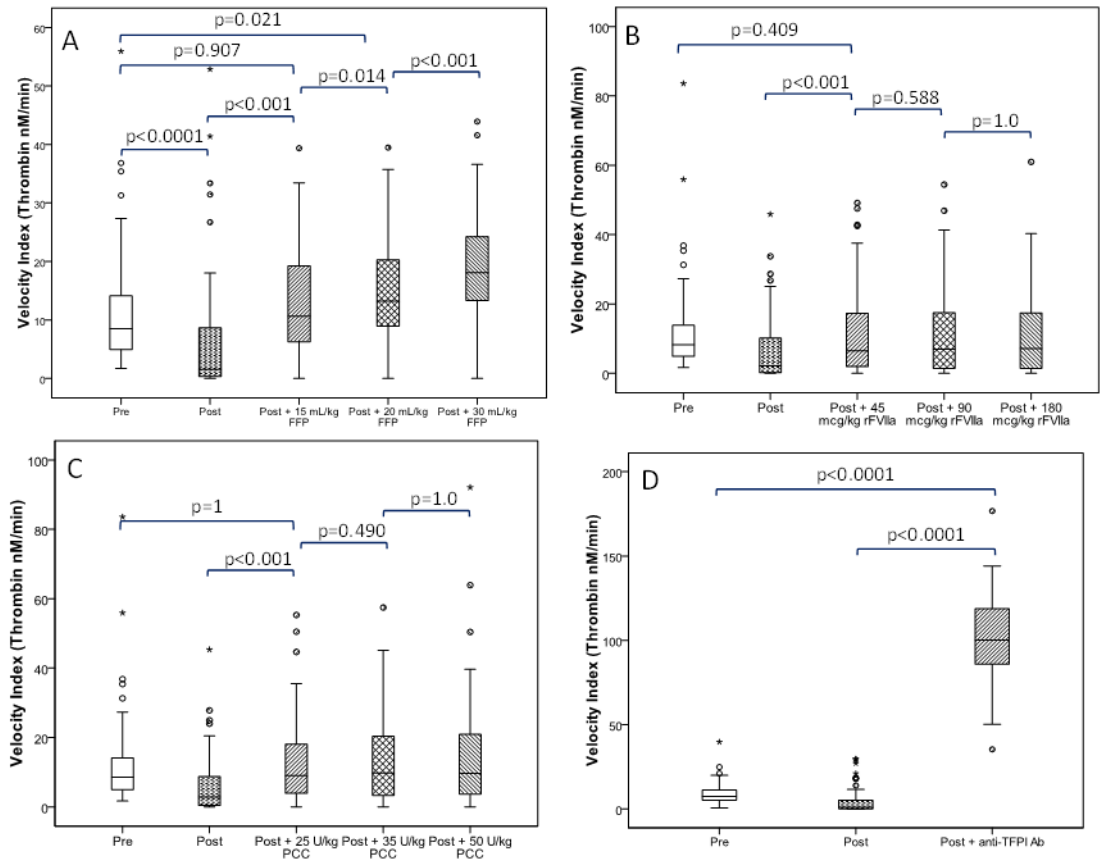 A
p=0.021
p=0.907
p=0.014
p<0.001
p<0.001
p<0.0001
Velocity Index (Thrombin nM/min)
60
50
40
30
20
10
0
Pre
Post
Post + 15 mL/kg
FFP
Post + 20 mL/kg
FFP
Post + 30 mL/kg
FFP
B
p=0.409
p<0.001
p=0.588
p=1.0
Velocity Index (Thrombin nM/min)
100
80
60
40
20
0
Pre
Post
Post + 45
mcg/kg rFVIIa
Post + 90
mcg/kg rFVIIa
Post + 180
mcg/kg rFVIIa
C
p=1
p=1.0
p=0.490
p<0.001
Velocity Index (Thrombin nM/min)
100
80
60
40
20
0
Pre
Post
Post + 25 U/kg
PCC
Post + 35 U/kg
PCC
Post + 50 U/kg
PCC
D
p<0.0001
p<0.0001
Velocity Index (Thrombin nM/min)
200
150
100
50
0
Pre
Post
Post + anti-TFPI Ab